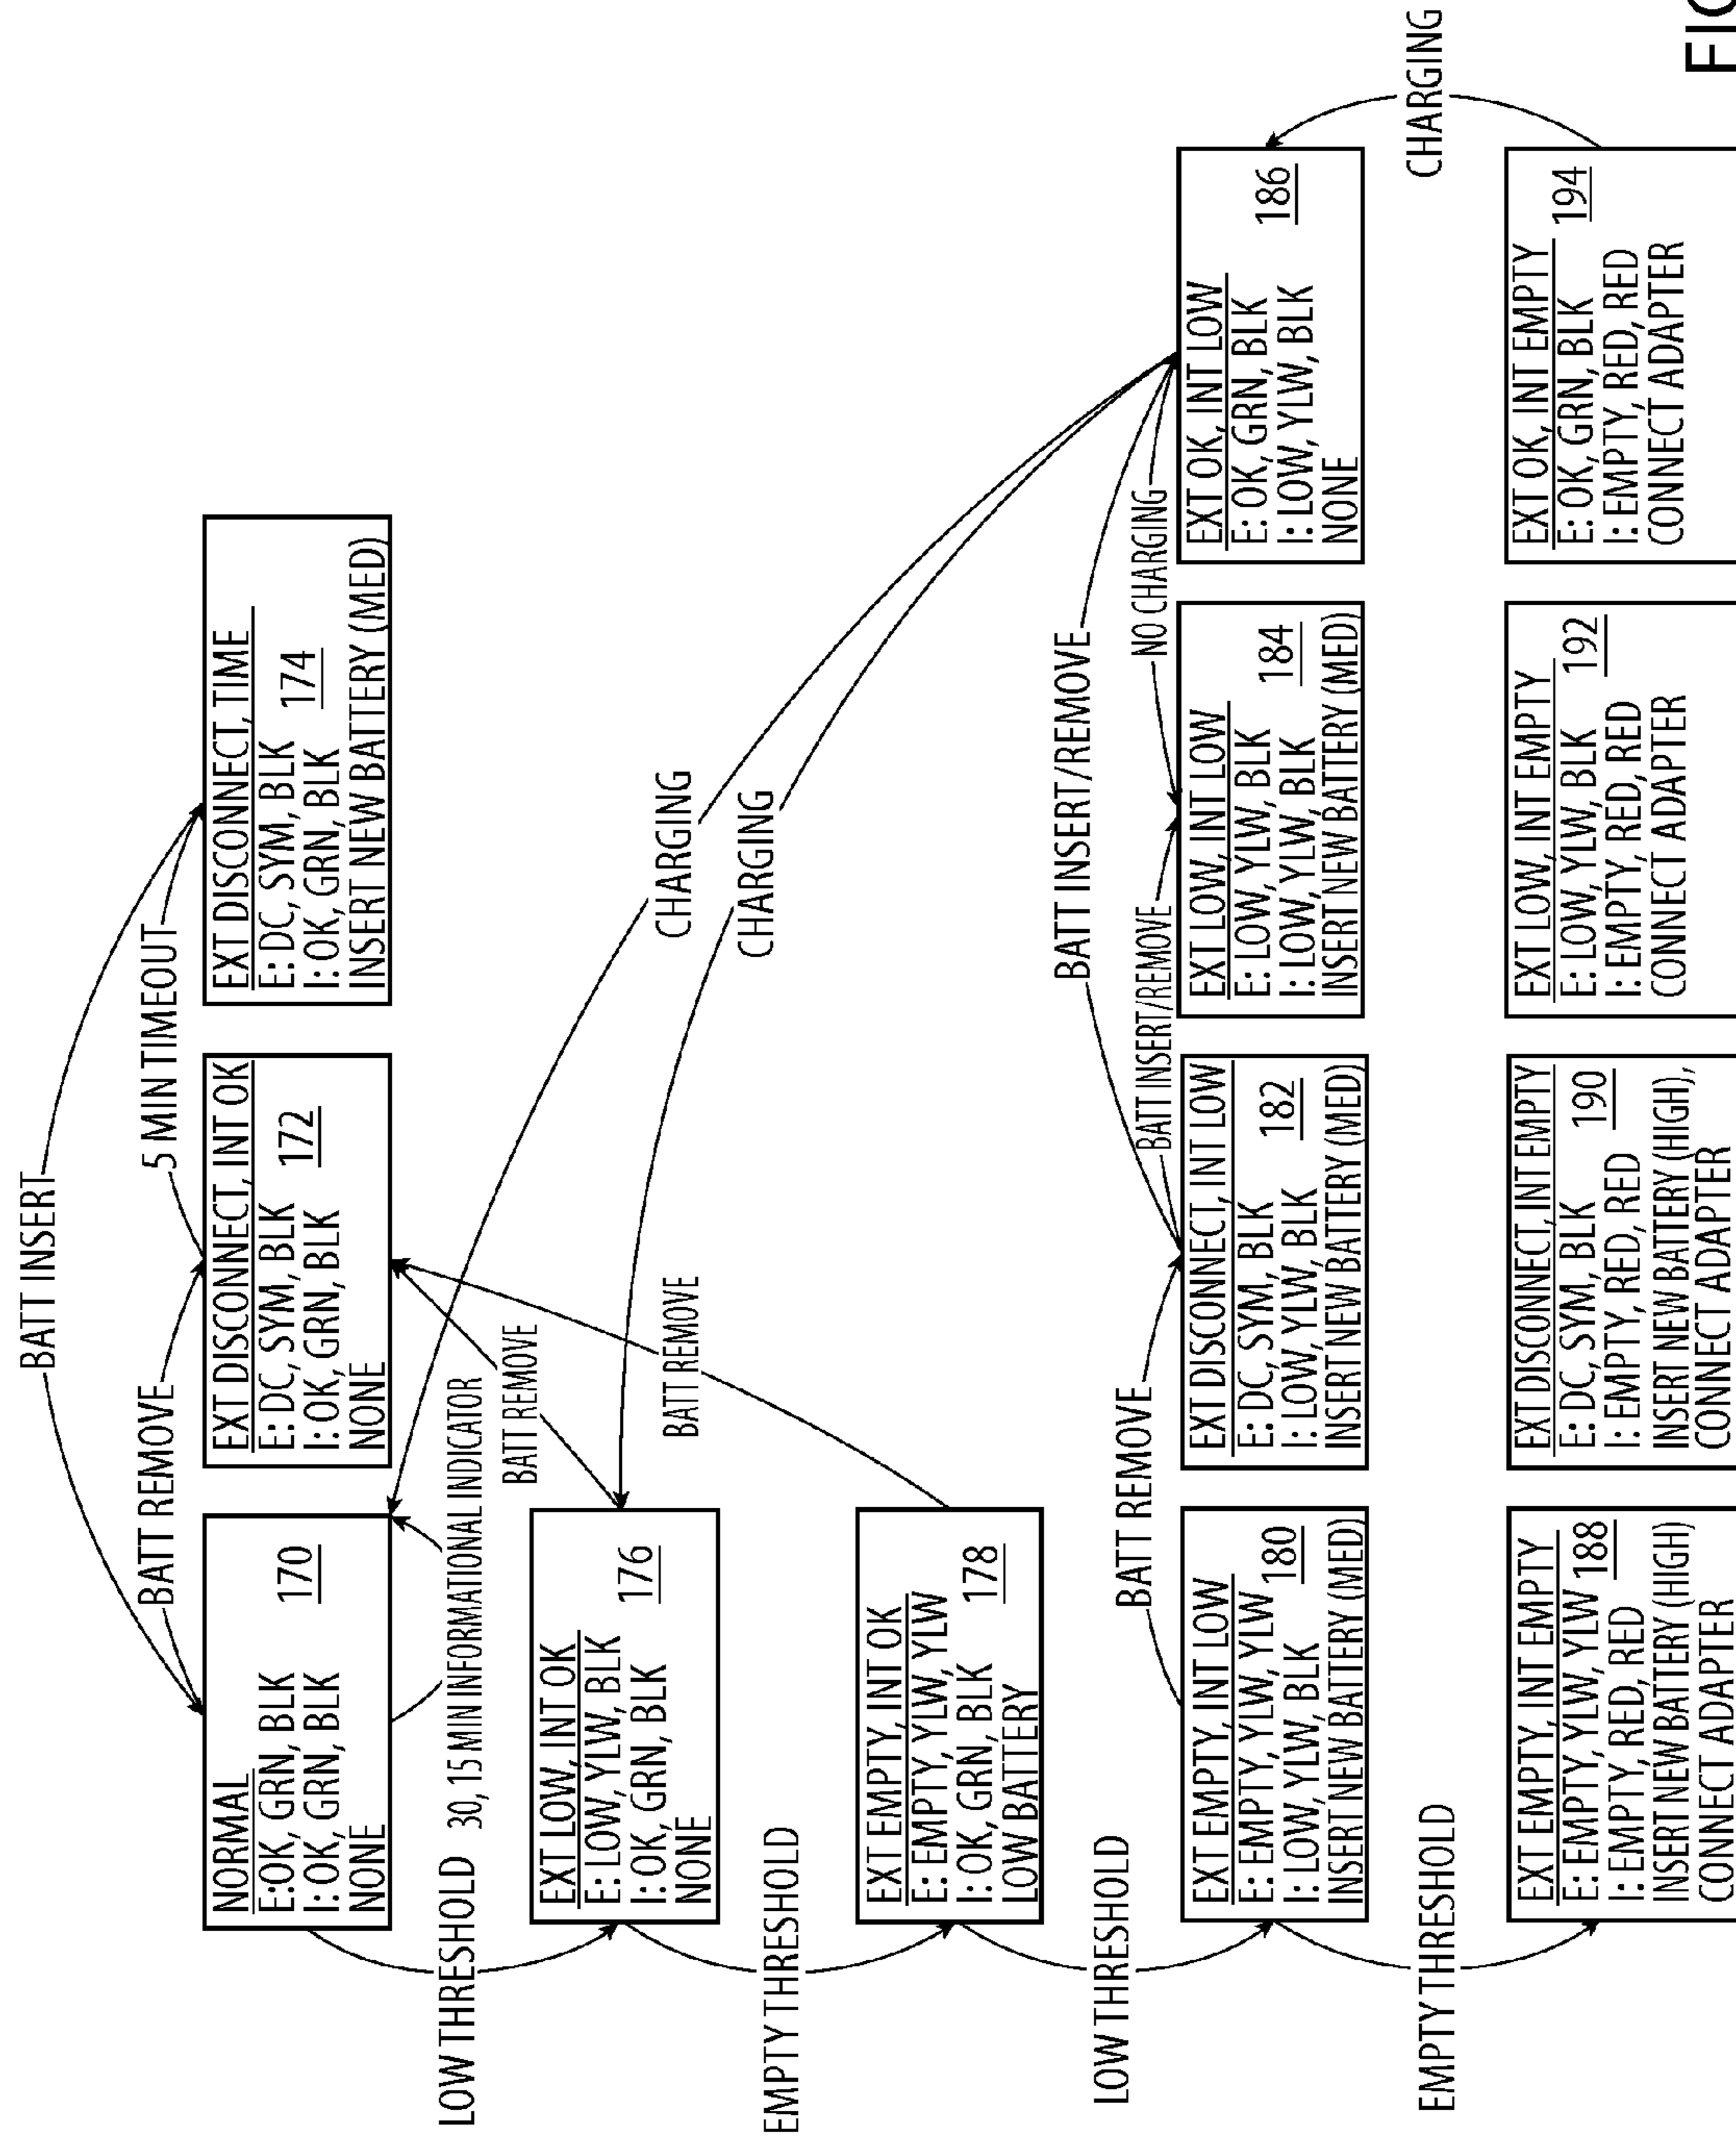 BATT INSERT
BATT REMOVE
5 MIN TIMEOUT
NORMAL
E:OK, GRN, BLK
I: OK, GRN, BLK
NONE
170
EXT DISCONNECT, INT OK
E: DC, SYM, BLK
I: OK, GRN, BLK
NONE
172
EXT DISCONNECT, TIME
E: DC, SYM, BLK
I: OK, GRN, BLK
INSERT NEW BATTERY (MED)
174
LOW THRESHOLD
30, 15 MIN INFORMATIONAL INDICATOR
BATT REMOVE
CHARGING
EXT LOW, INT OK
E: LOW, YLW, BLK
I: OK, GRN, BLK
NONE
176
BATT REMOVE
CHARGING
EMPTY THRESHOLD
EXT EMPTY, INT OK
E: EMPTY, YLW, YLW
I: OK, GRN, BLK
LOW BATTERY
178
LOW THRESHOLD
BATT REMOVE
BATT INSERT/REMOVE
BATT INSERT/REMOVE
NO CHARGING
EXT EMPTY, INT LOW
E: EMPTY, YLW, YLW
I: LOW, YLW, BLK
INSERT NEW BATTERY (MED)
180
EXT DISCONNECT, INT LOW
E: DC, SYM, BLK
I: LOW, YLW, BLK
INSERT NEW BATTERY (MED)
182
EXT LOW, INT LOW
E: LOW, YLW, BLK
I: LOW, YLW, BLK
INSERT NEW BATTERY (MED)
184
EXT OK, INT LOW
E: OK, GRN, BLK
I: LOW, YLW, BLK
NONE
186
EMPTY THRESHOLD
CHARGING
EXT EMPTY, INT EMPTY
E: EMPTY, YLW, YLW
I: EMPTY, RED, RED
INSERT NEW BATTERY (HIGH)
CONNECT ADAPTER
188
EXT DISCONNECT, INT EMPTY
E: DC, SYM, BLK
I: EMPTY, RED, RED
INSERT NEW BATTERY (HIGH),
CONNECT ADAPTER
190
EXT LOW, INT EMPTY
E: LOW, YLW, BLK
I: EMPTY, RED, RED
CONNECT ADAPTER
192
EXT OK, INT EMPTY
E: OK, GRN, BLK
I: EMPTY, RED, RED
CONNECT ADAPTER
194